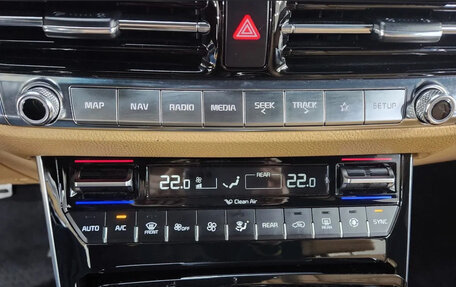 MAP NAV RADIO MEDIA SEEK TRACK ☆ SETUP
22.0 REAR 22.0
Clean Air
AUTO A/C FRONT OFF REAR REAR SYNC